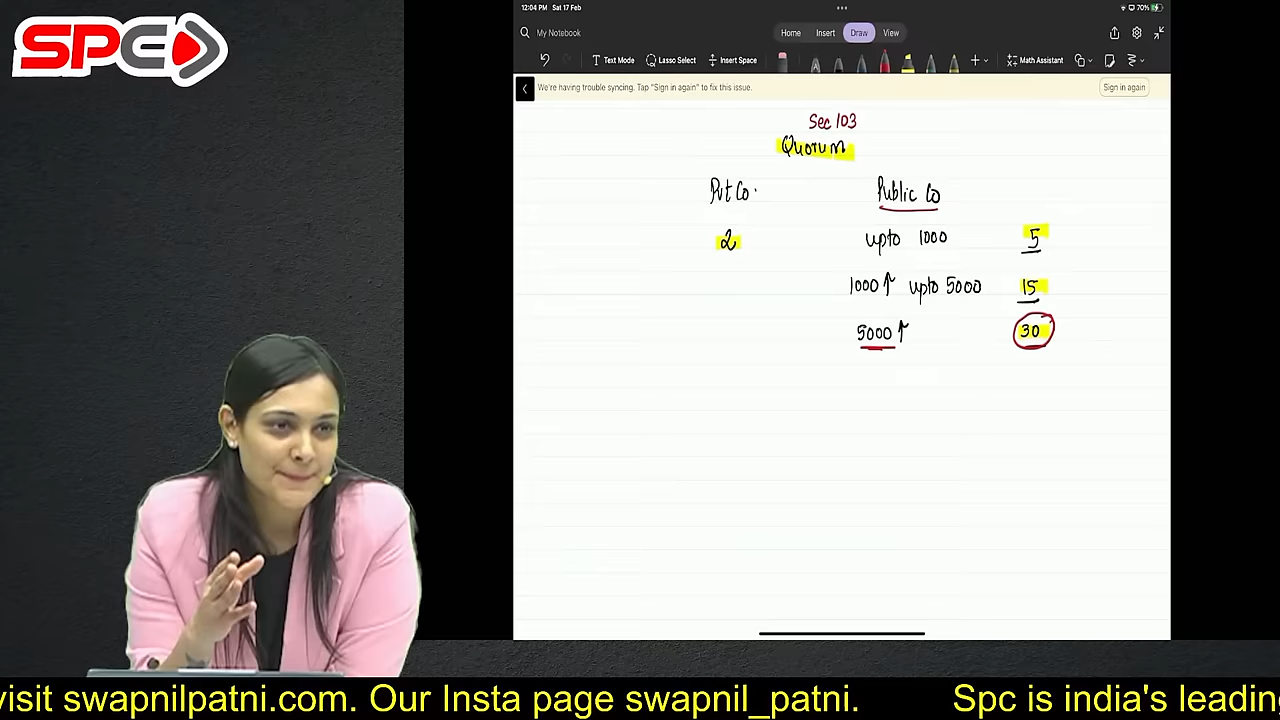 SPC
12:04 PM Sat 17 Feb
70%
My Notebook
Home Insert Draw View
Text Mode Lasso Select Insert Space Math Assistant
We're having trouble syncing. Tap "Sign in again" to fix this issue.
Sign in again
Sec 103
Quorum
Pvt Co. Public Co
2 upto 1000 5
1000↑ upto 5000 15
5000↑ 30
visit swapnilpatni.com. Our Insta page swapnil_patni. Spc is india's leadin